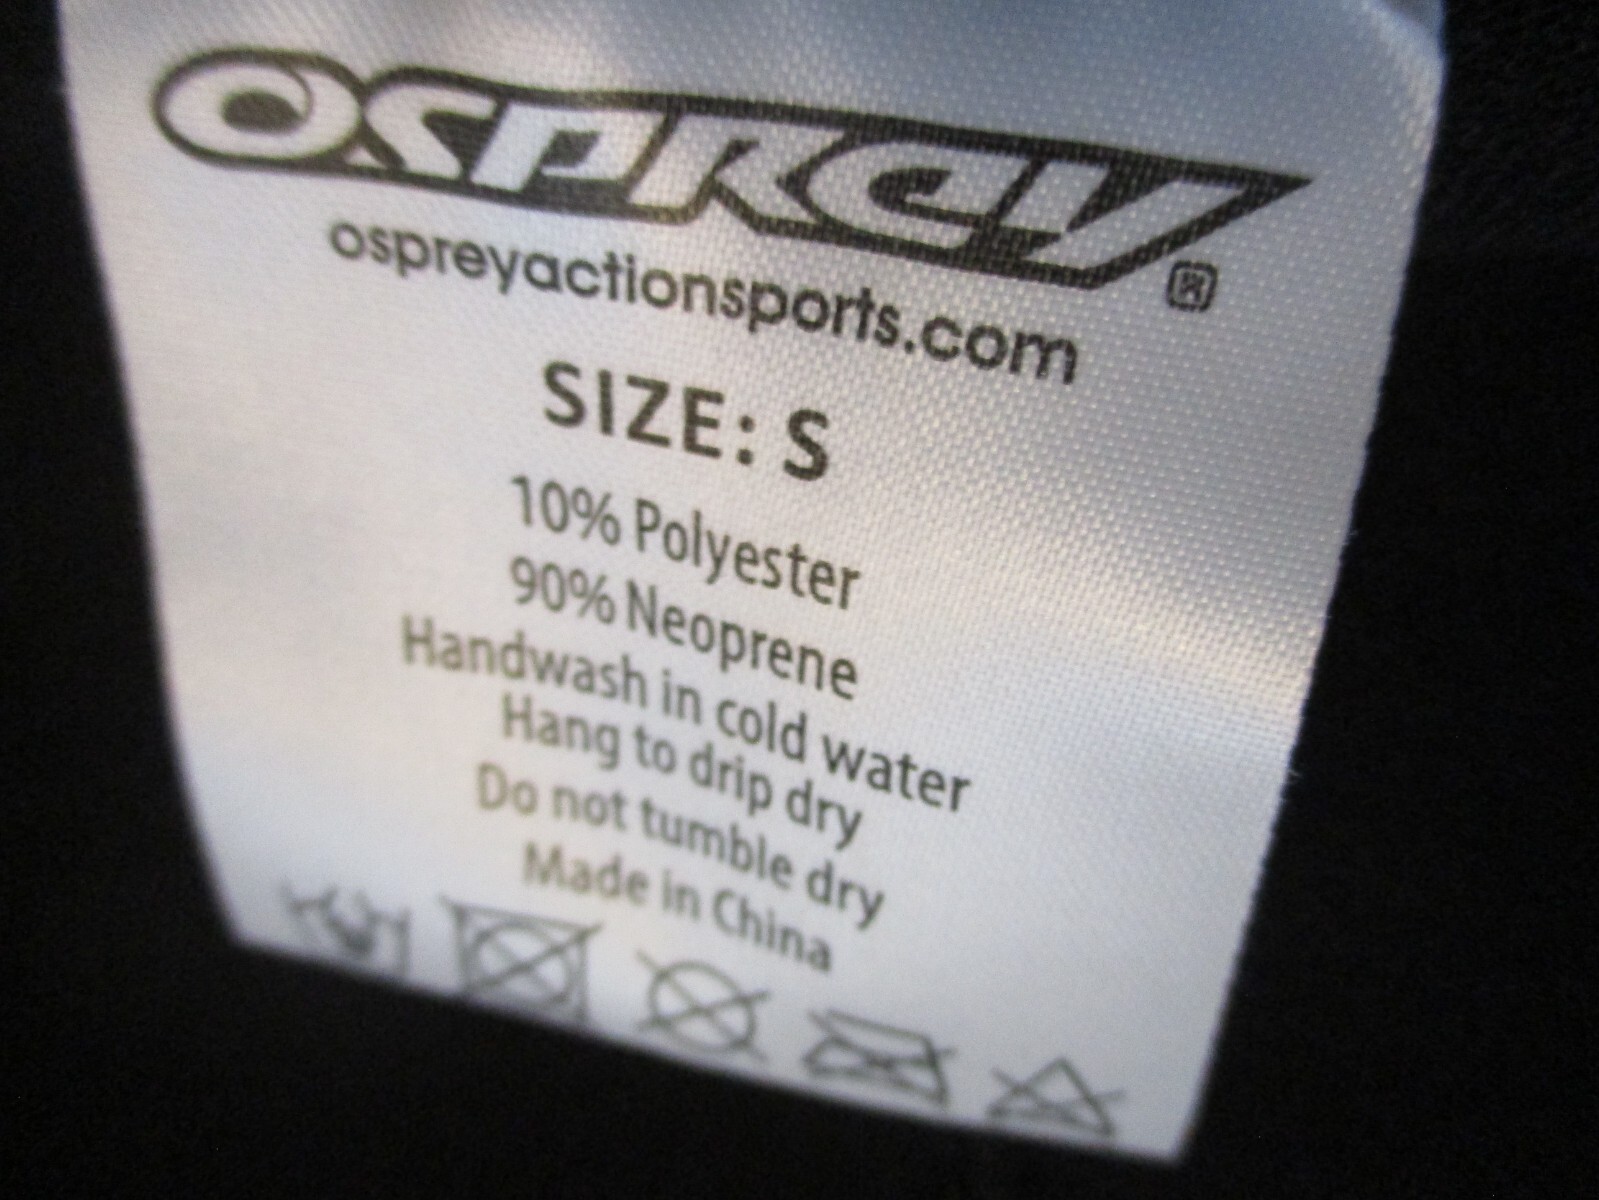 OSPREY ®
ospreyactionsports.com
SIZE: S
10% Polyester
90% Neoprene
Handwash in cold water
Hang to drip dry
Do not tumble dry
Made in China